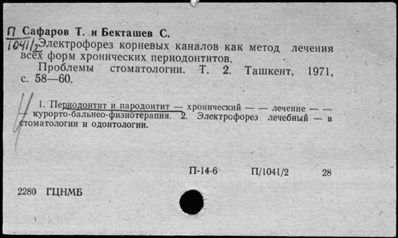 П Сафаров Т. и Бекташев С.
1041/2 Электрофорез корневых каналов как метод лечения
всех форм хронических периодонтитов.
Проблемы стоматологии. Т. 2. Ташкент, 1971,
с. 58—60.
1. Периодонтит и пародонтит — хронический — — лечение — —
курорто-бальнео-физиотерапия. 2. Электрофорез лечебный — в
стоматологии и одонтологии.
П-14-6 П/1041/2 28
2280 ГЦНМБ